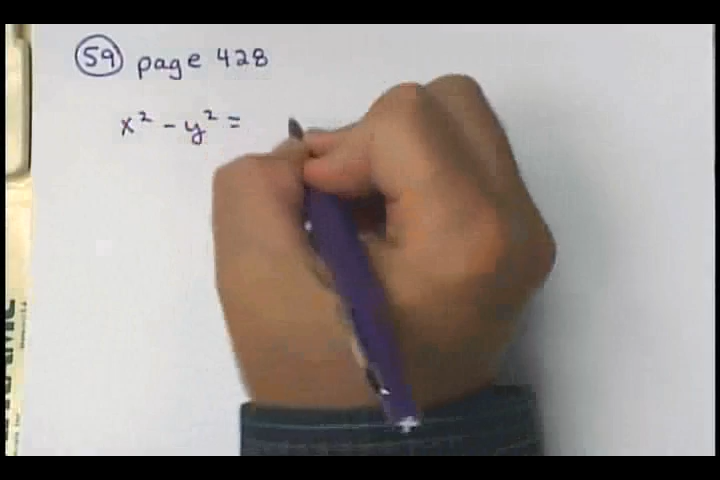 59 page 428
x² - y² =